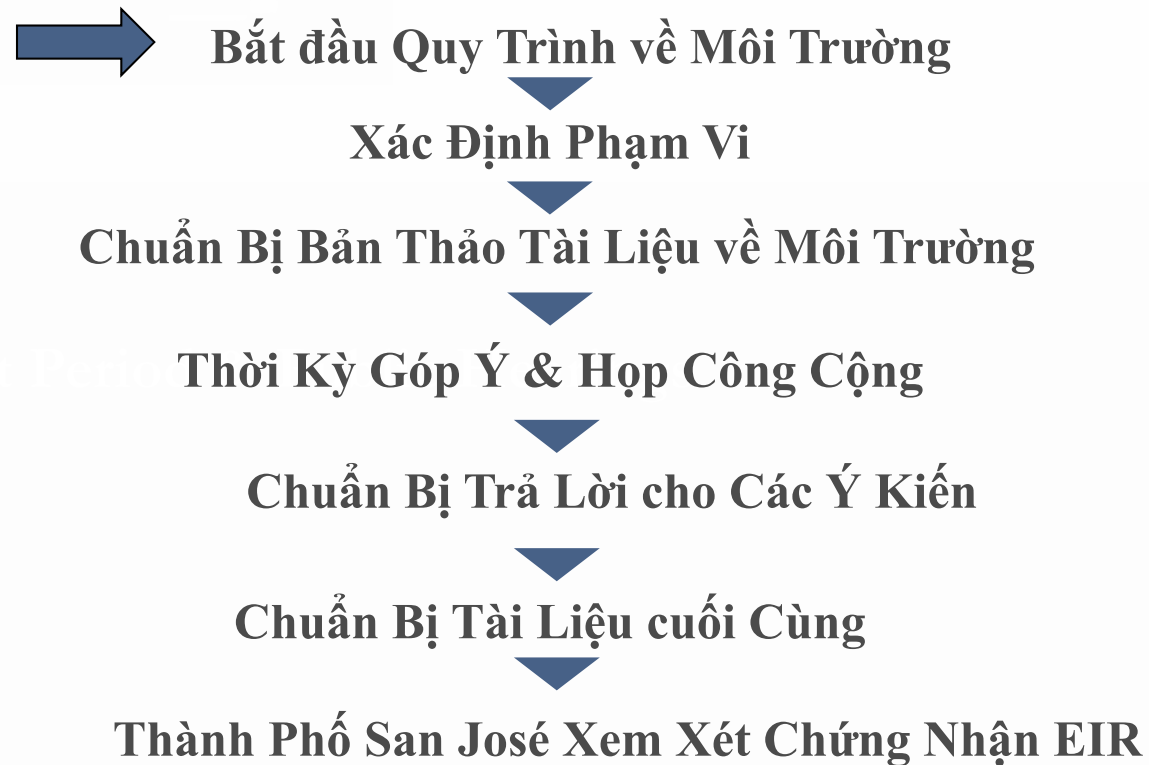 Bắt đầu Quy Trình về Môi Trường
Xác Định Phạm Vi
Chuẩn Bị Bản Thảo Tài Liệu về Môi Trường
Thời Kỳ Góp Ý & Họp Công Cộng
Chuẩn Bị Trả Lời cho Các Ý Kiến
Chuẩn Bị Tài Liệu cuối Cùng
Thành Phố San José Xem Xét Chứng Nhận EIR